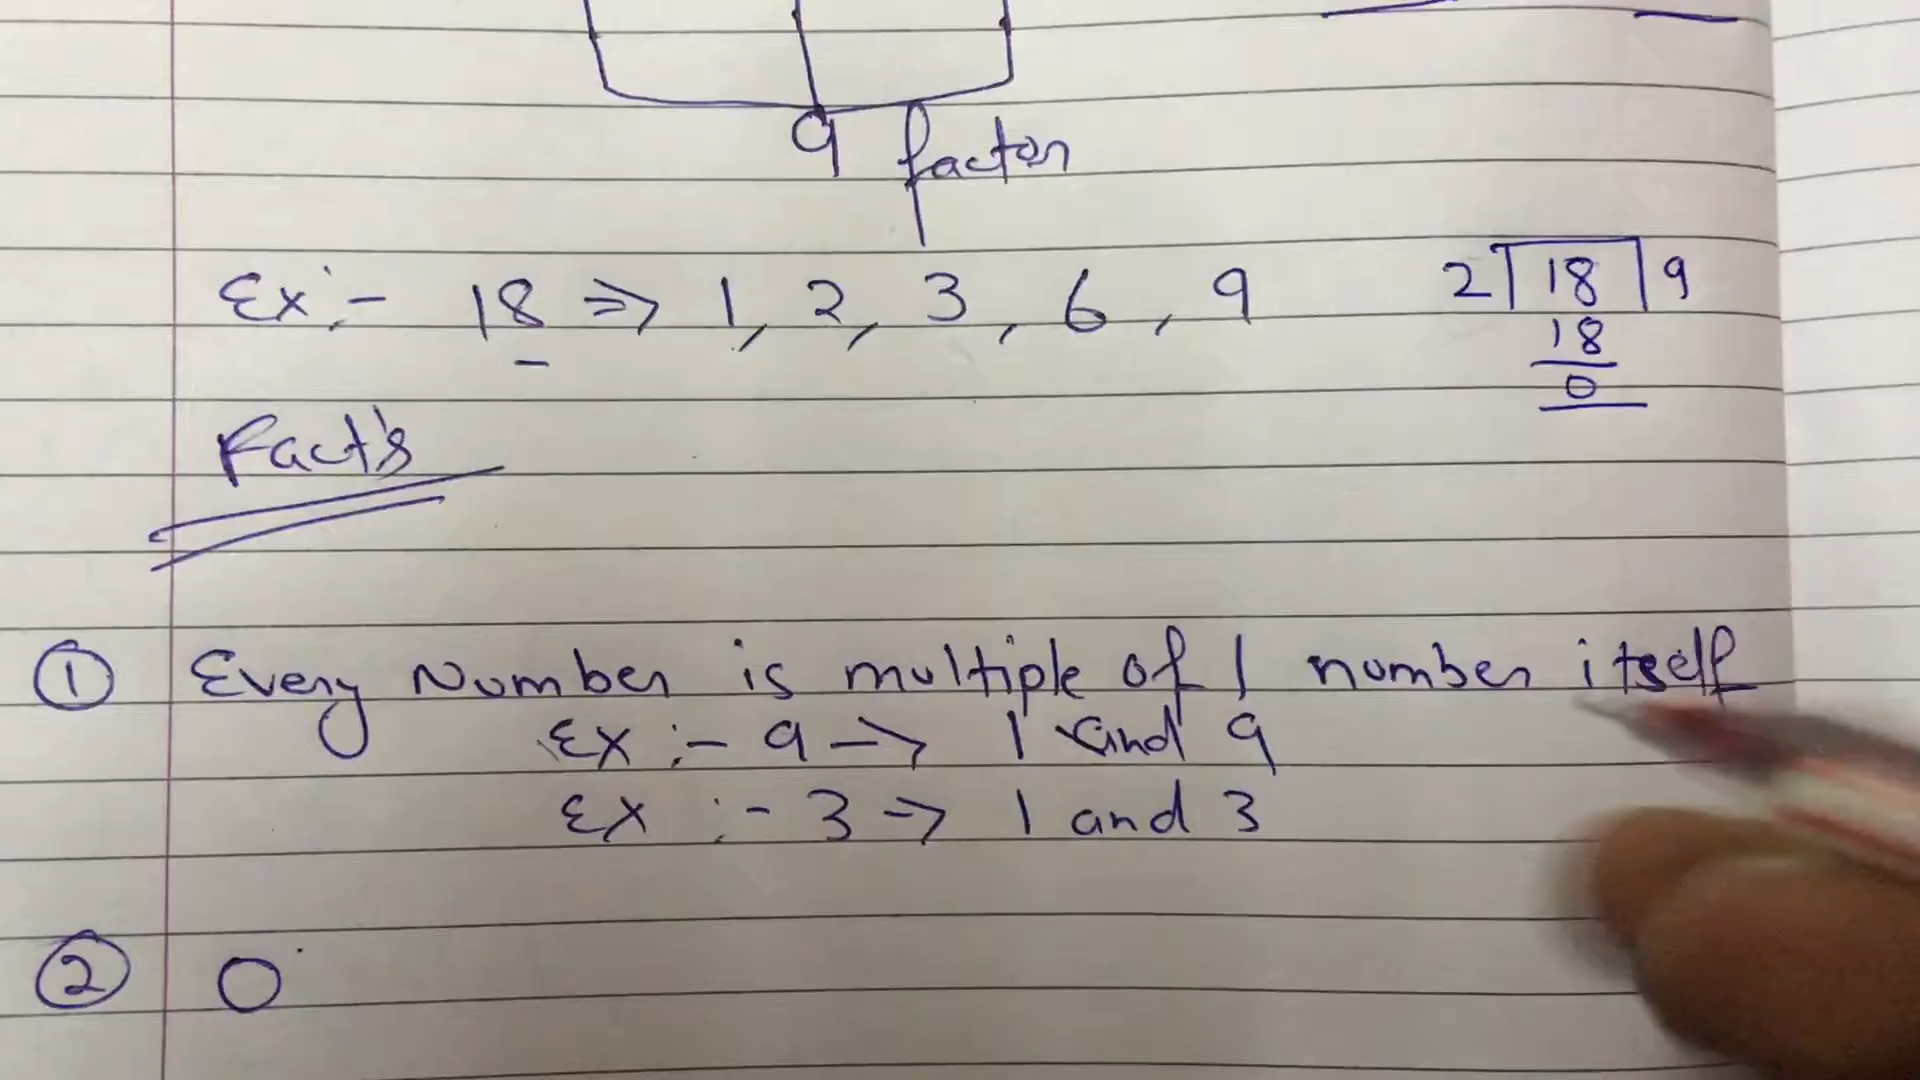 9 factor
Ex:- 18 ⇒ 1, 2, 3, 6, 9
2 18 9
18
0
Fact's
① Every Number is multiple of 1 number itself
Ex:- 9 → 1 and 9
Ex:- 3 → 1 and 3
② 0